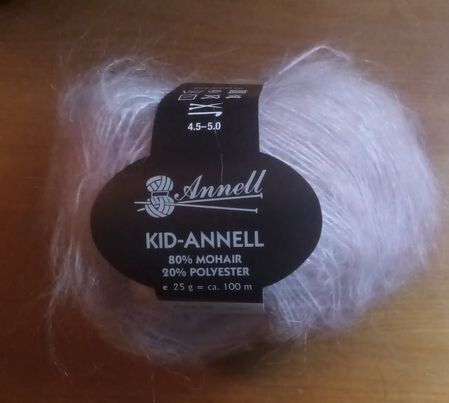 4.5–5.0
Annell
KID-ANNELL
80% MOHAIR
20% POLYESTER
e 25 g = ca. 100 m